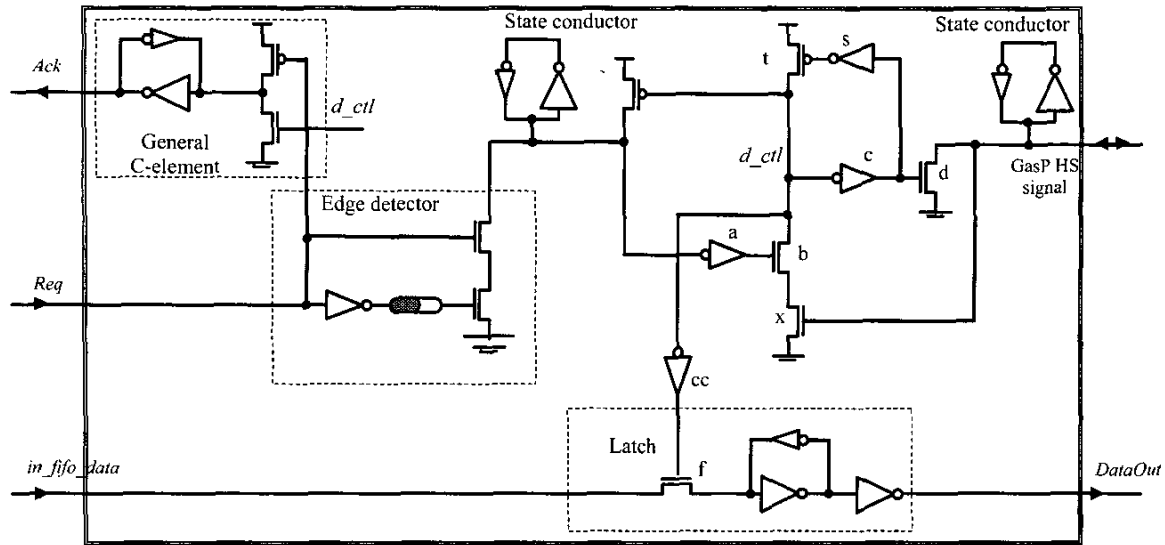 State conductor
State conductor
Ack
d_ctl
General
C-element
t
s
d_ctl
c
d
GasP HS
signal
Edge detector
a
b
Req
x
cc
Latch
in_fifo_data
f
DataOut